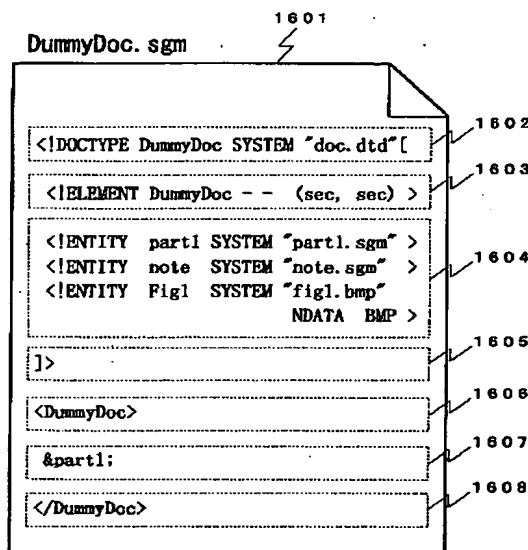 1601
DummyDoc.sgm
1602
<!DOCTYPE DummyDoc SYSTEM "doc.dtd"[
1603
<!ELEMENT DummyDoc - - (sec, sec) >
<!ENTITY part1 SYSTEM "part1.sgm" >
<!ENTITY note SYSTEM "note.sgm" >
1604
<!ENTITY Fig1 SYSTEM "fig1.bmp"
NDATA BMP >
1605
]>
1606
<DummyDoc>
1607
&part1;
1608
</DummyDoc>